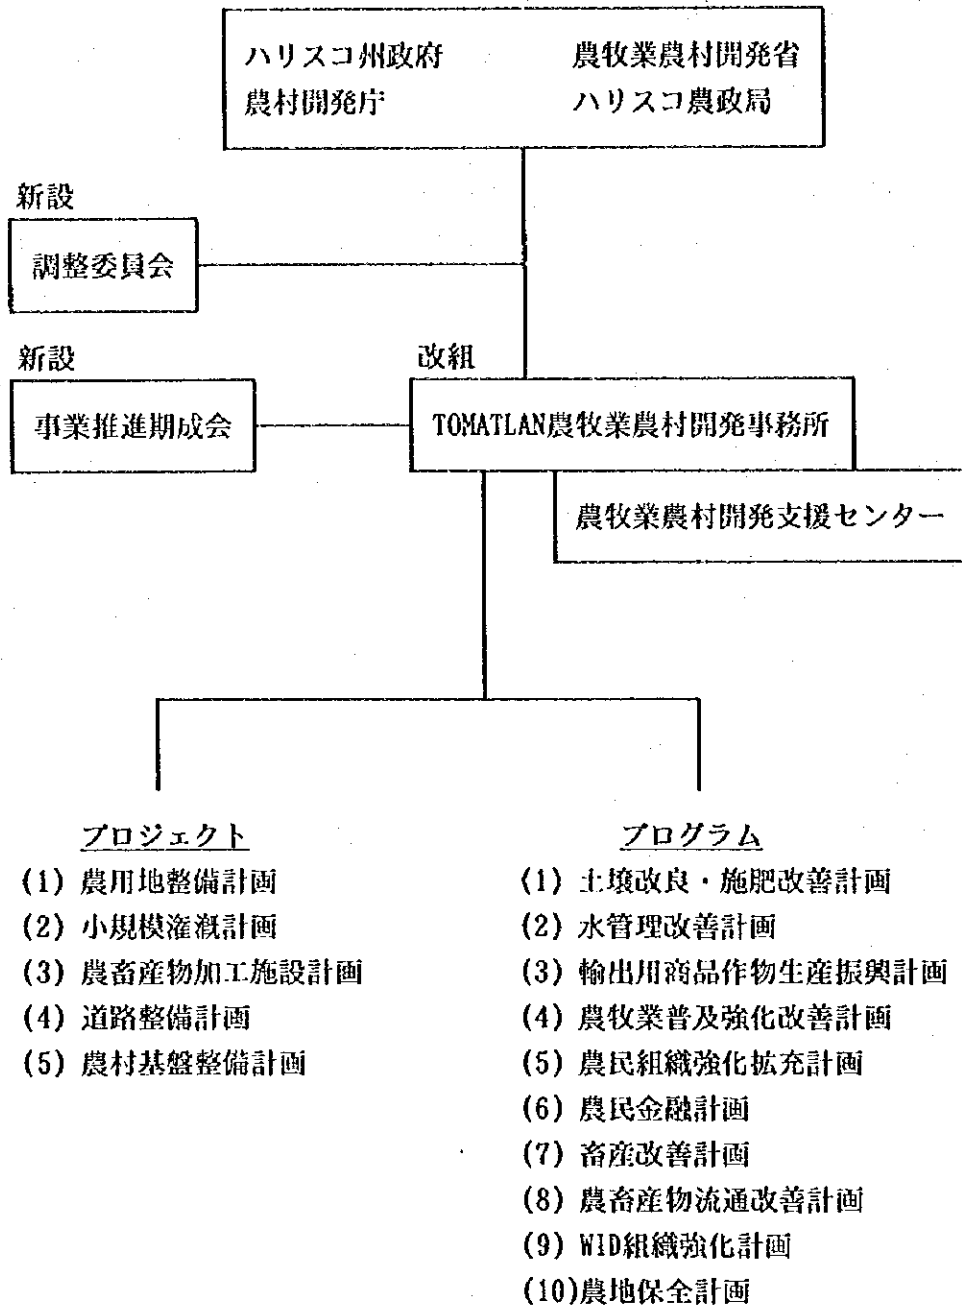 ハリスコ州政府 農牧業農村開発省
農村開発庁 ハリスコ農政局
新設
調整委員会
新設
改組
事業推進期成会
TOMATLAN農牧業農村開発事務所
農牧業農村開発支援センター
プロジェクト
(1) 農用地整備計画
(2) 小規模灌漑計画
(3) 農畜産物加工施設計画
(4) 道路整備計画
(5) 農村基盤整備計画
プログラム
(1) 土壌改良・施肥改善計画
(2) 水管理改善計画
(3) 輸出用商品作物生産振興計画
(4) 農牧業普及強化改善計画
(5) 農民組織強化拡充計画
(6) 農民金融計画
(7) 畜産改善計画
(8) 農畜産物流通改善計画
(9) WID組織強化計画
(10)農地保全計画